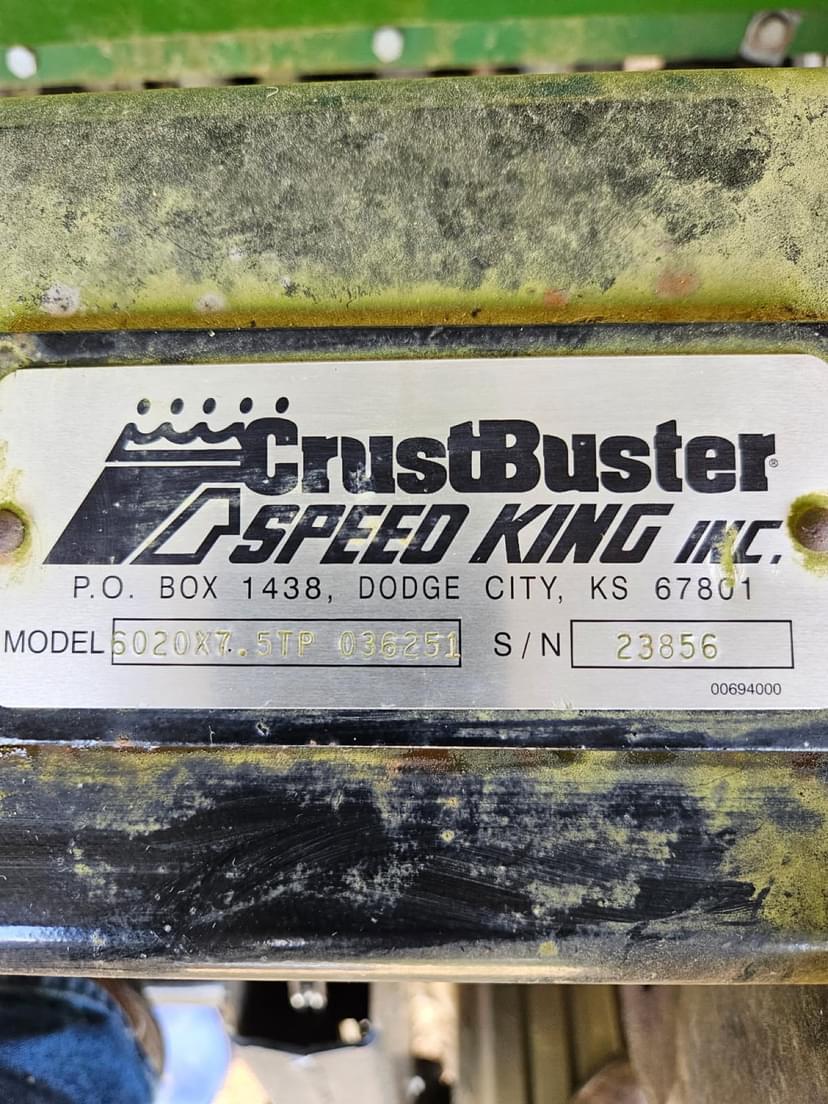 CrustBuster®
SPEED KING INC.
P.O. BOX 1438, DODGE CITY, KS 67801
MODEL 6020X7.5TP 036251 S/N 23856
00694000